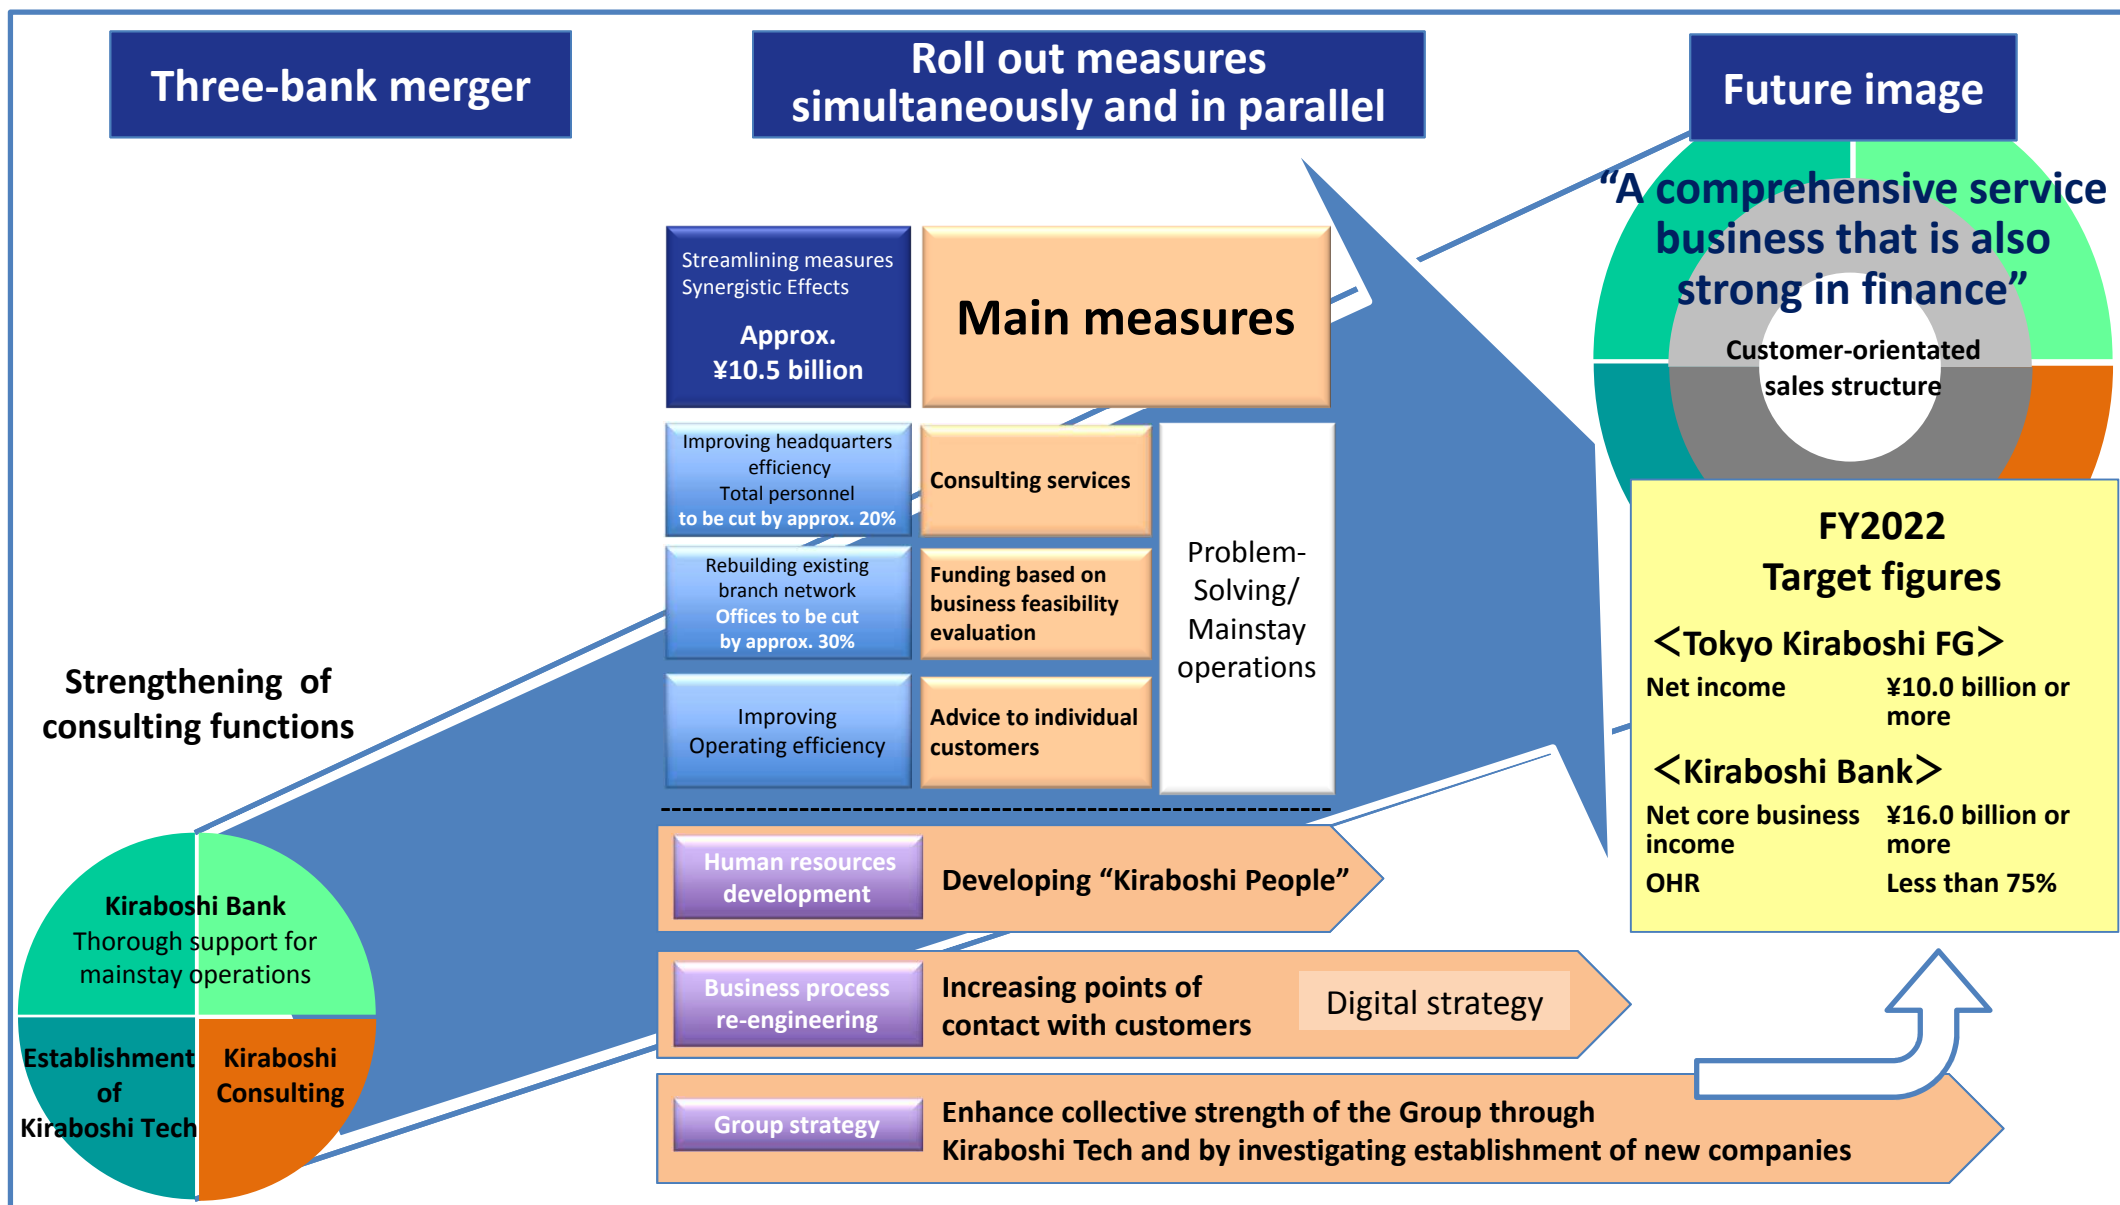 Three-bank merger
Roll out measures
simultaneously and in parallel
Future image
“A comprehensive service
business that is also
strong in finance”
Customer-orientated
sales structure
Streamlining measures
Synergistic Effects
Approx.
¥10.5 billion
Main measures
Improving headquarters
efficiency
Total personnel
to be cut by approx. 20%
Consulting services
Rebuilding existing
branch network
Offices to be cut
by approx. 30%
Funding based on
business feasibility
evaluation
Improving
Operating efficiency
Advice to individual
customers
Problem-
Solving/
Mainstay
operations
Strengthening of
consulting functions
Kiraboshi Bank
Thorough support for
mainstay operations
Establishment
of
Kiraboshi Tech
Kiraboshi
Consulting
Human resources
development
Developing “Kiraboshi People”
Business process
re-engineering
Increasing points of
contact with customers
Digital strategy
Group strategy
Enhance collective strength of the Group through
Kiraboshi Tech and by investigating establishment of new companies
FY2022
Target figures
＜Tokyo Kiraboshi FG＞
Net income ¥10.0 billion or
more
＜Kiraboshi Bank＞
Net core business ¥16.0 billion or
income more
OHR Less than 75%